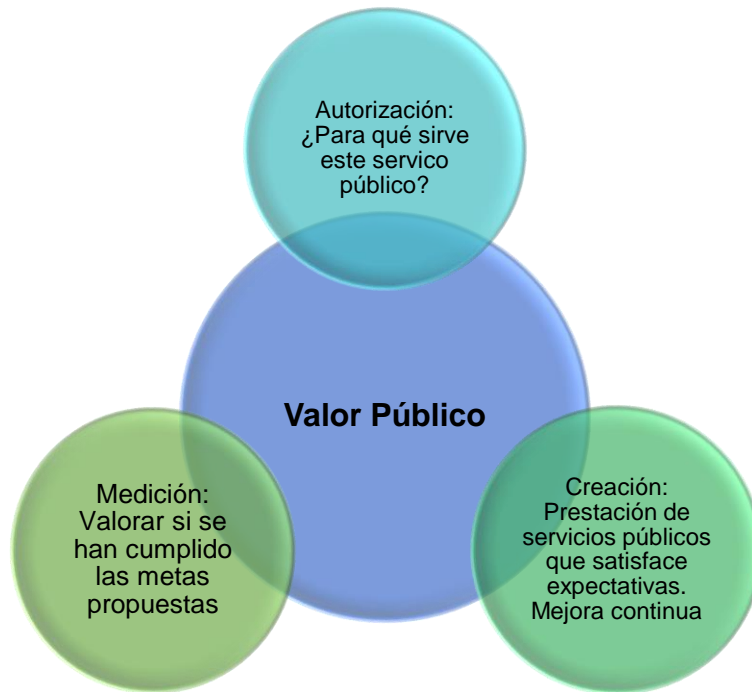 Autorización:
¿Para qué sirve
este servico
público?
Valor Público
Medición:
Valorar si se
han cumplido
las metas
propuestas
Creación:
Prestación de
servicios públicos
que satisface
expectativas.
Mejora continua